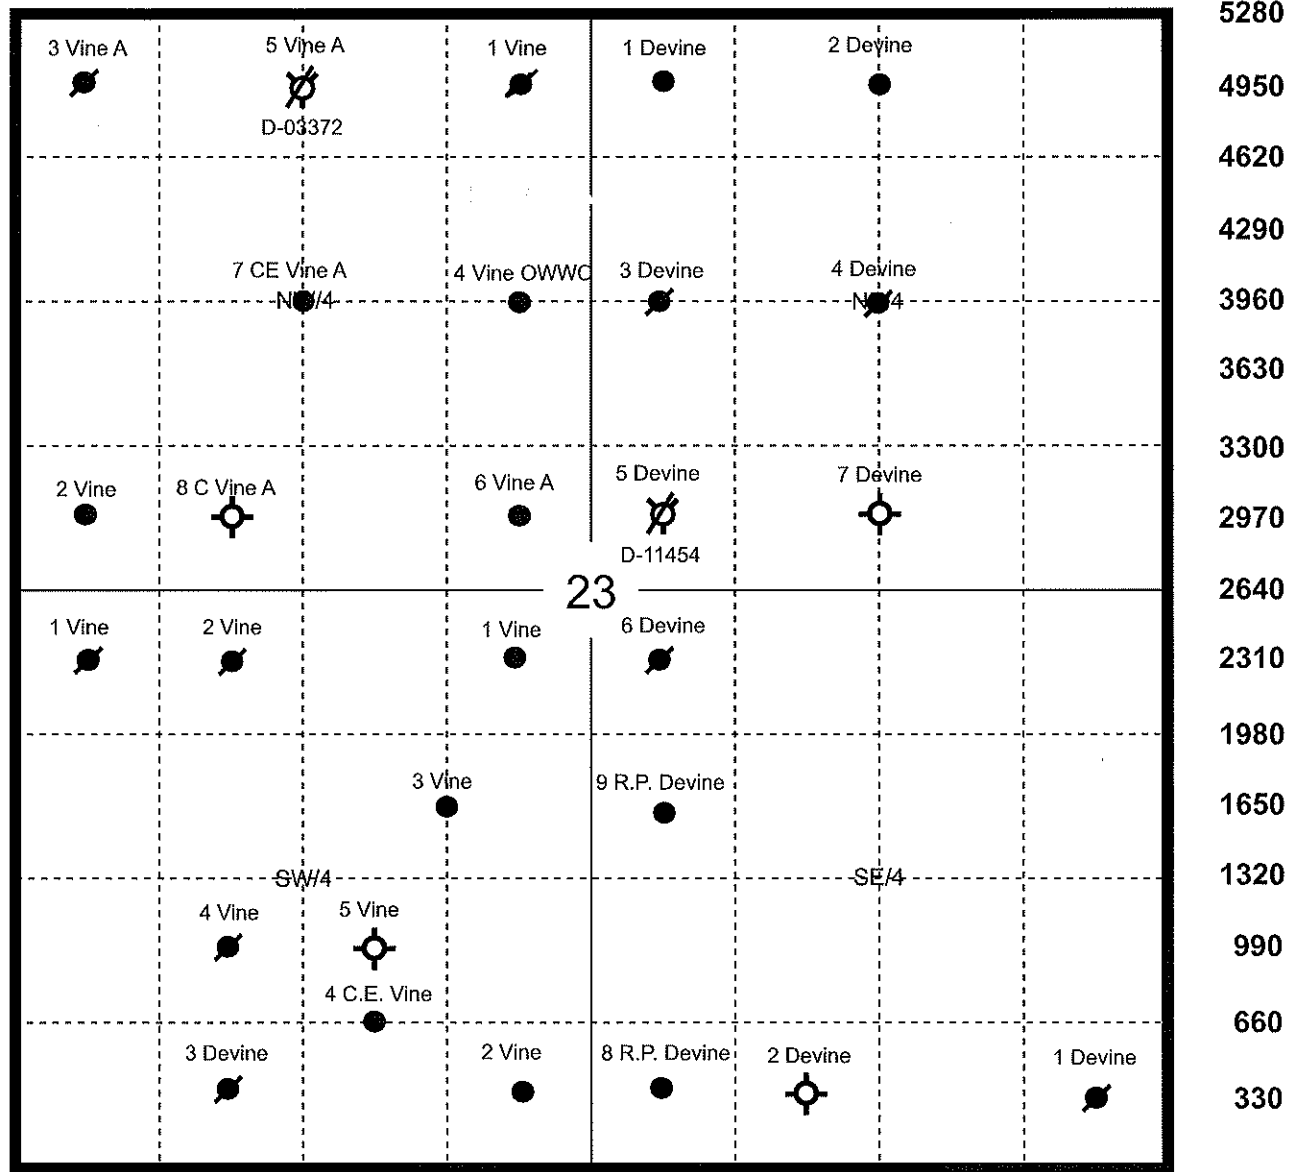 5280
3 Vine A
5 Vine A
1 Vine
1 Devine
2 Devine
4950
D-03372
4620
4290
7 CE Vine A
4 Vine OWWO
3 Devine
4 Devine
NW/4
NE/4
3960
3630
3300
2 Vine
8 C Vine A
6 Vine A
5 Devine
7 Devine
2970
D-11454
23
2640
1 Vine
2 Vine
1 Vine
6 Devine
2310
1980
3 Vine
9 R.P. Devine
1650
SW/4
SE/4
1320
4 Vine
5 Vine
990
4 C.E. Vine
660
3 Devine
2 Vine
8 R.P. Devine
2 Devine
1 Devine
330